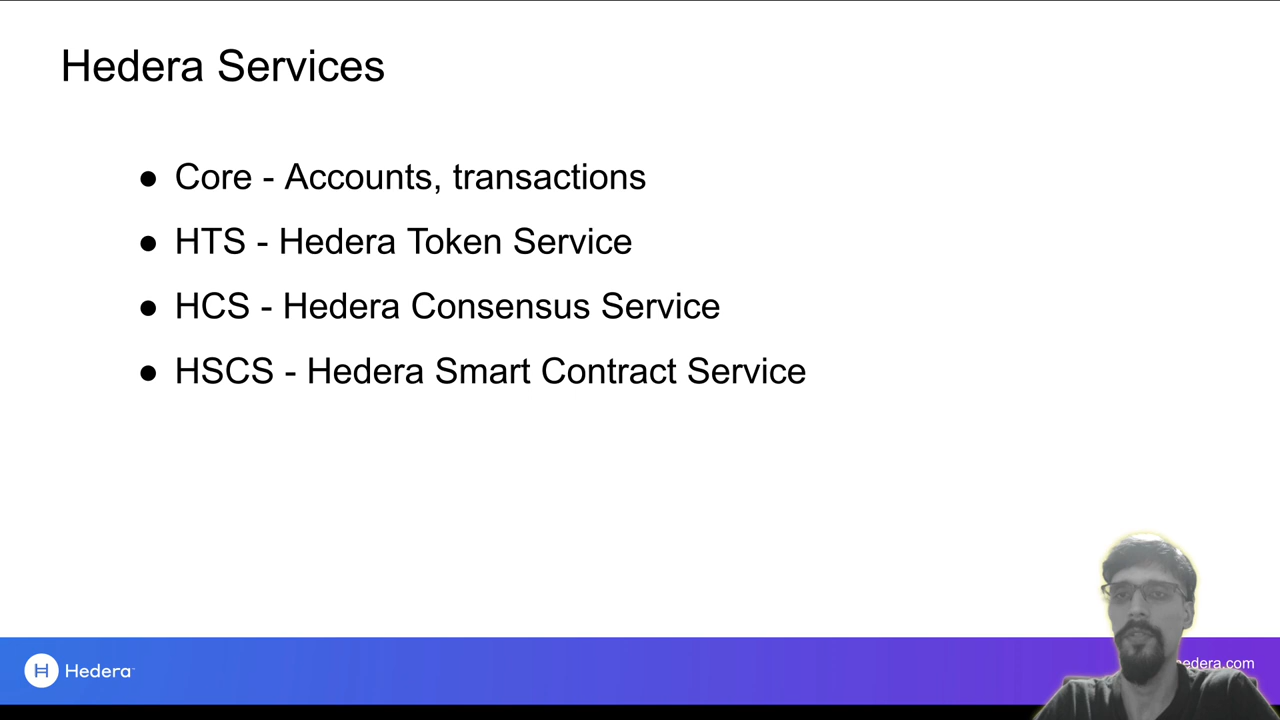 Hedera Services
● Core - Accounts, transactions
● HTS - Hedera Token Service
● HCS - Hedera Consensus Service
● HSCS - Hedera Smart Contract Service
H Hedera
edera.com